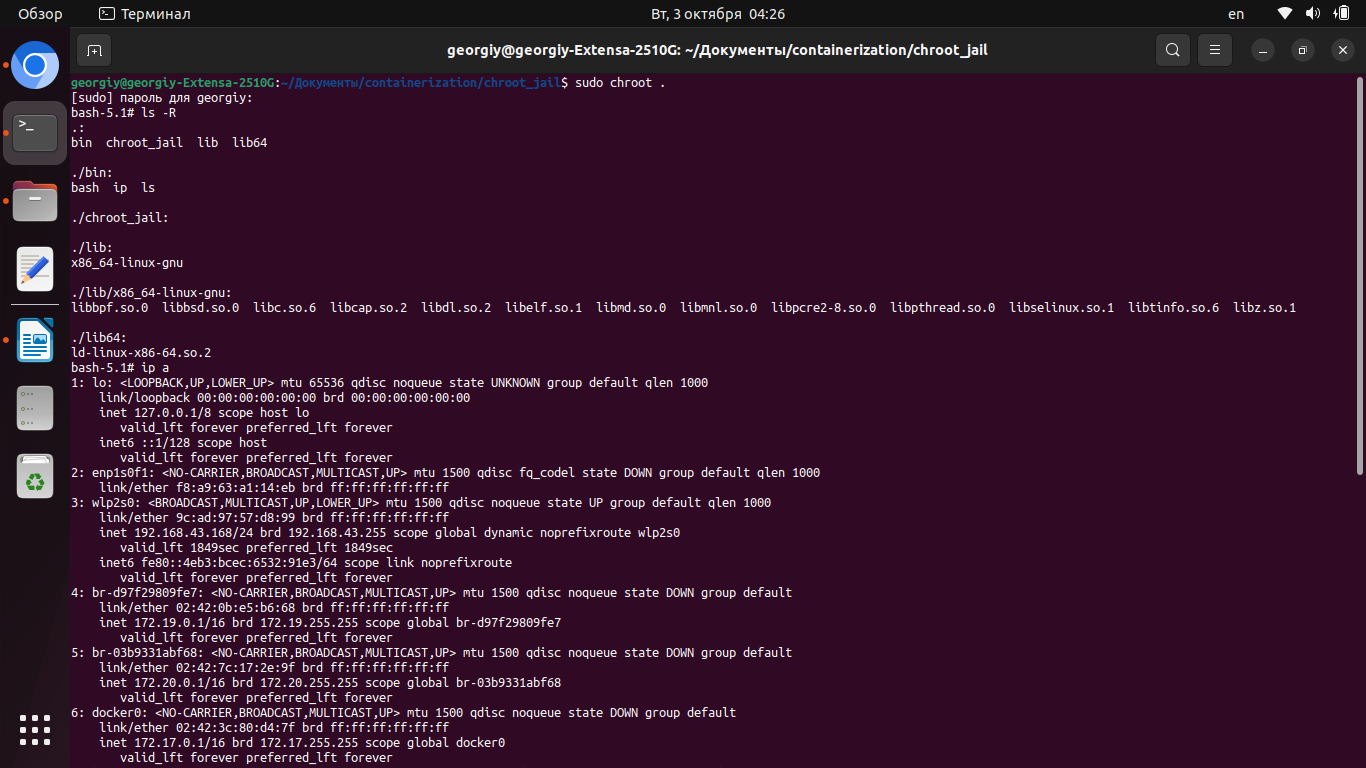 Обзор Терминал Вт, 3 октября 04:26 en
georgiy@georgiy-Extensa-2510G: ~/Документы/containerization/chroot_jail
georgiy@georgiy-Extensa-2510G:~/Документы/containerization/chroot_jail$ sudo chroot .
[sudo] пароль для georgiy:
bash-5.1# ls -R
.:
bin  chroot_jail  lib  lib64
./bin:
bash  ip  ls
./chroot_jail:
./lib:
x86_64-linux-gnu
./lib/x86_64-linux-gnu:
libbpf.so.0  libbsd.so.0  libc.so.6  libcap.so.2  libdl.so.2  libelf.so.1  libmd.so.0  libmnl.so.0  libpcre2-8.so.0  libpthread.so.0  libselinux.so.1  libtinfo.so.6  libz.so.1
./lib64:
ld-linux-x86-64.so.2
bash-5.1# ip a
1: lo: <LOOPBACK,UP,LOWER_UP> mtu 65536 qdisc noqueue state UNKNOWN group default qlen 1000
    link/loopback 00:00:00:00:00:00 brd 00:00:00:00:00:00
    inet 127.0.0.1/8 scope host lo
       valid_lft forever preferred_lft forever
    inet6 ::1/128 scope host
       valid_lft forever preferred_lft forever
2: enp1s0f1: <NO-CARRIER,BROADCAST,MULTICAST,UP> mtu 1500 qdisc fq_codel state DOWN group default qlen 1000
    link/ether f8:a9:63:a1:14:eb brd ff:ff:ff:ff:ff:ff
3: wlp2s0: <BROADCAST,MULTICAST,UP,LOWER_UP> mtu 1500 qdisc noqueue state UP group default qlen 1000
    link/ether 9c:ad:97:57:d8:99 brd ff:ff:ff:ff:ff:ff
    inet 192.168.43.168/24 brd 192.168.43.255 scope global dynamic noprefixroute wlp2s0
       valid_lft 1849sec preferred_lft 1849sec
    inet6 fe80::4eb3:bcec:6532:91e3/64 scope link noprefixroute
       valid_lft forever preferred_lft forever
4: br-d97f29809fe7: <NO-CARRIER,BROADCAST,MULTICAST,UP> mtu 1500 qdisc noqueue state DOWN group default
    link/ether 02:42:0b:e5:b6:68 brd ff:ff:ff:ff:ff:ff
    inet 172.19.0.1/16 brd 172.19.255.255 scope global br-d97f29809fe7
       valid_lft forever preferred_lft forever
5: br-03b9331abf68: <NO-CARRIER,BROADCAST,MULTICAST,UP> mtu 1500 qdisc noqueue state DOWN group default
    link/ether 02:42:7c:17:2e:9f brd ff:ff:ff:ff:ff:ff
    inet 172.20.0.1/16 brd 172.20.255.255 scope global br-03b9331abf68
       valid_lft forever preferred_lft forever
6: docker0: <NO-CARRIER,BROADCAST,MULTICAST,UP> mtu 1500 qdisc noqueue state DOWN group default
    link/ether 02:42:3c:80:d4:7f brd ff:ff:ff:ff:ff:ff
    inet 172.17.0.1/16 brd 172.17.255.255 scope global docker0
       valid_lft forever preferred_lft forever